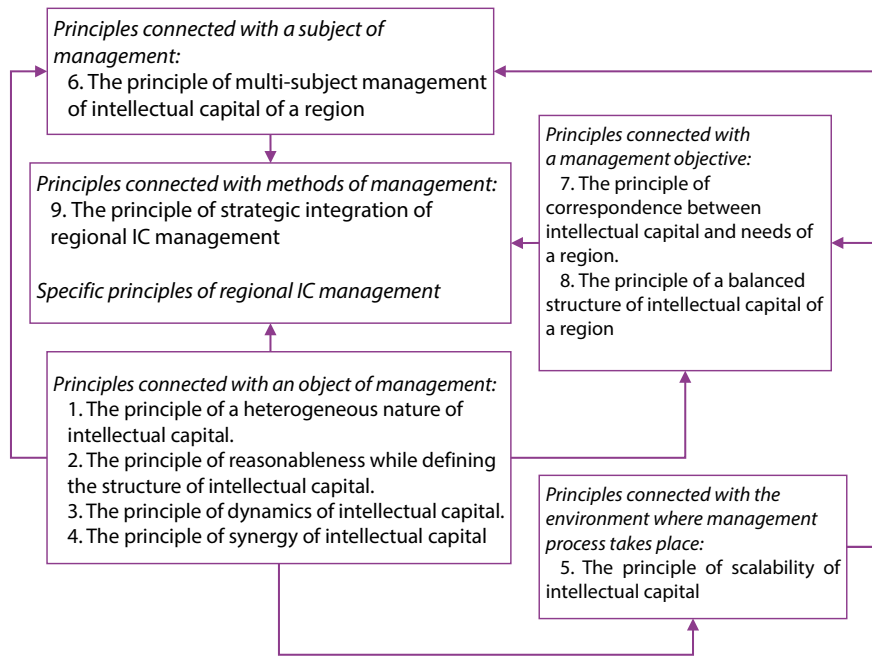 Principles connected with a subject of
management:
6. The principle of multi-subject management
of intellectual capital of a region
Principles connected with methods of management:
9. The principle of strategic integration of
regional IC management
Specific principles of regional IC management
Principles connected with an object of management:
1. The principle of a heterogeneous nature of
intellectual capital.
2. The principle of reasonableness while defining
the structure of intellectual capital.
3. The principle of dynamics of intellectual capital.
4. The principle of synergy of intellectual capital
Principles connected with
a management objective:
7. The principle of
correspondence between
intellectual capital and needs of
a region.
8. The principle of a balanced
structure of intellectual capital of
a region
Principles connected with the
environment where management
process takes place:
5. The principle of scalability of
intellectual capital